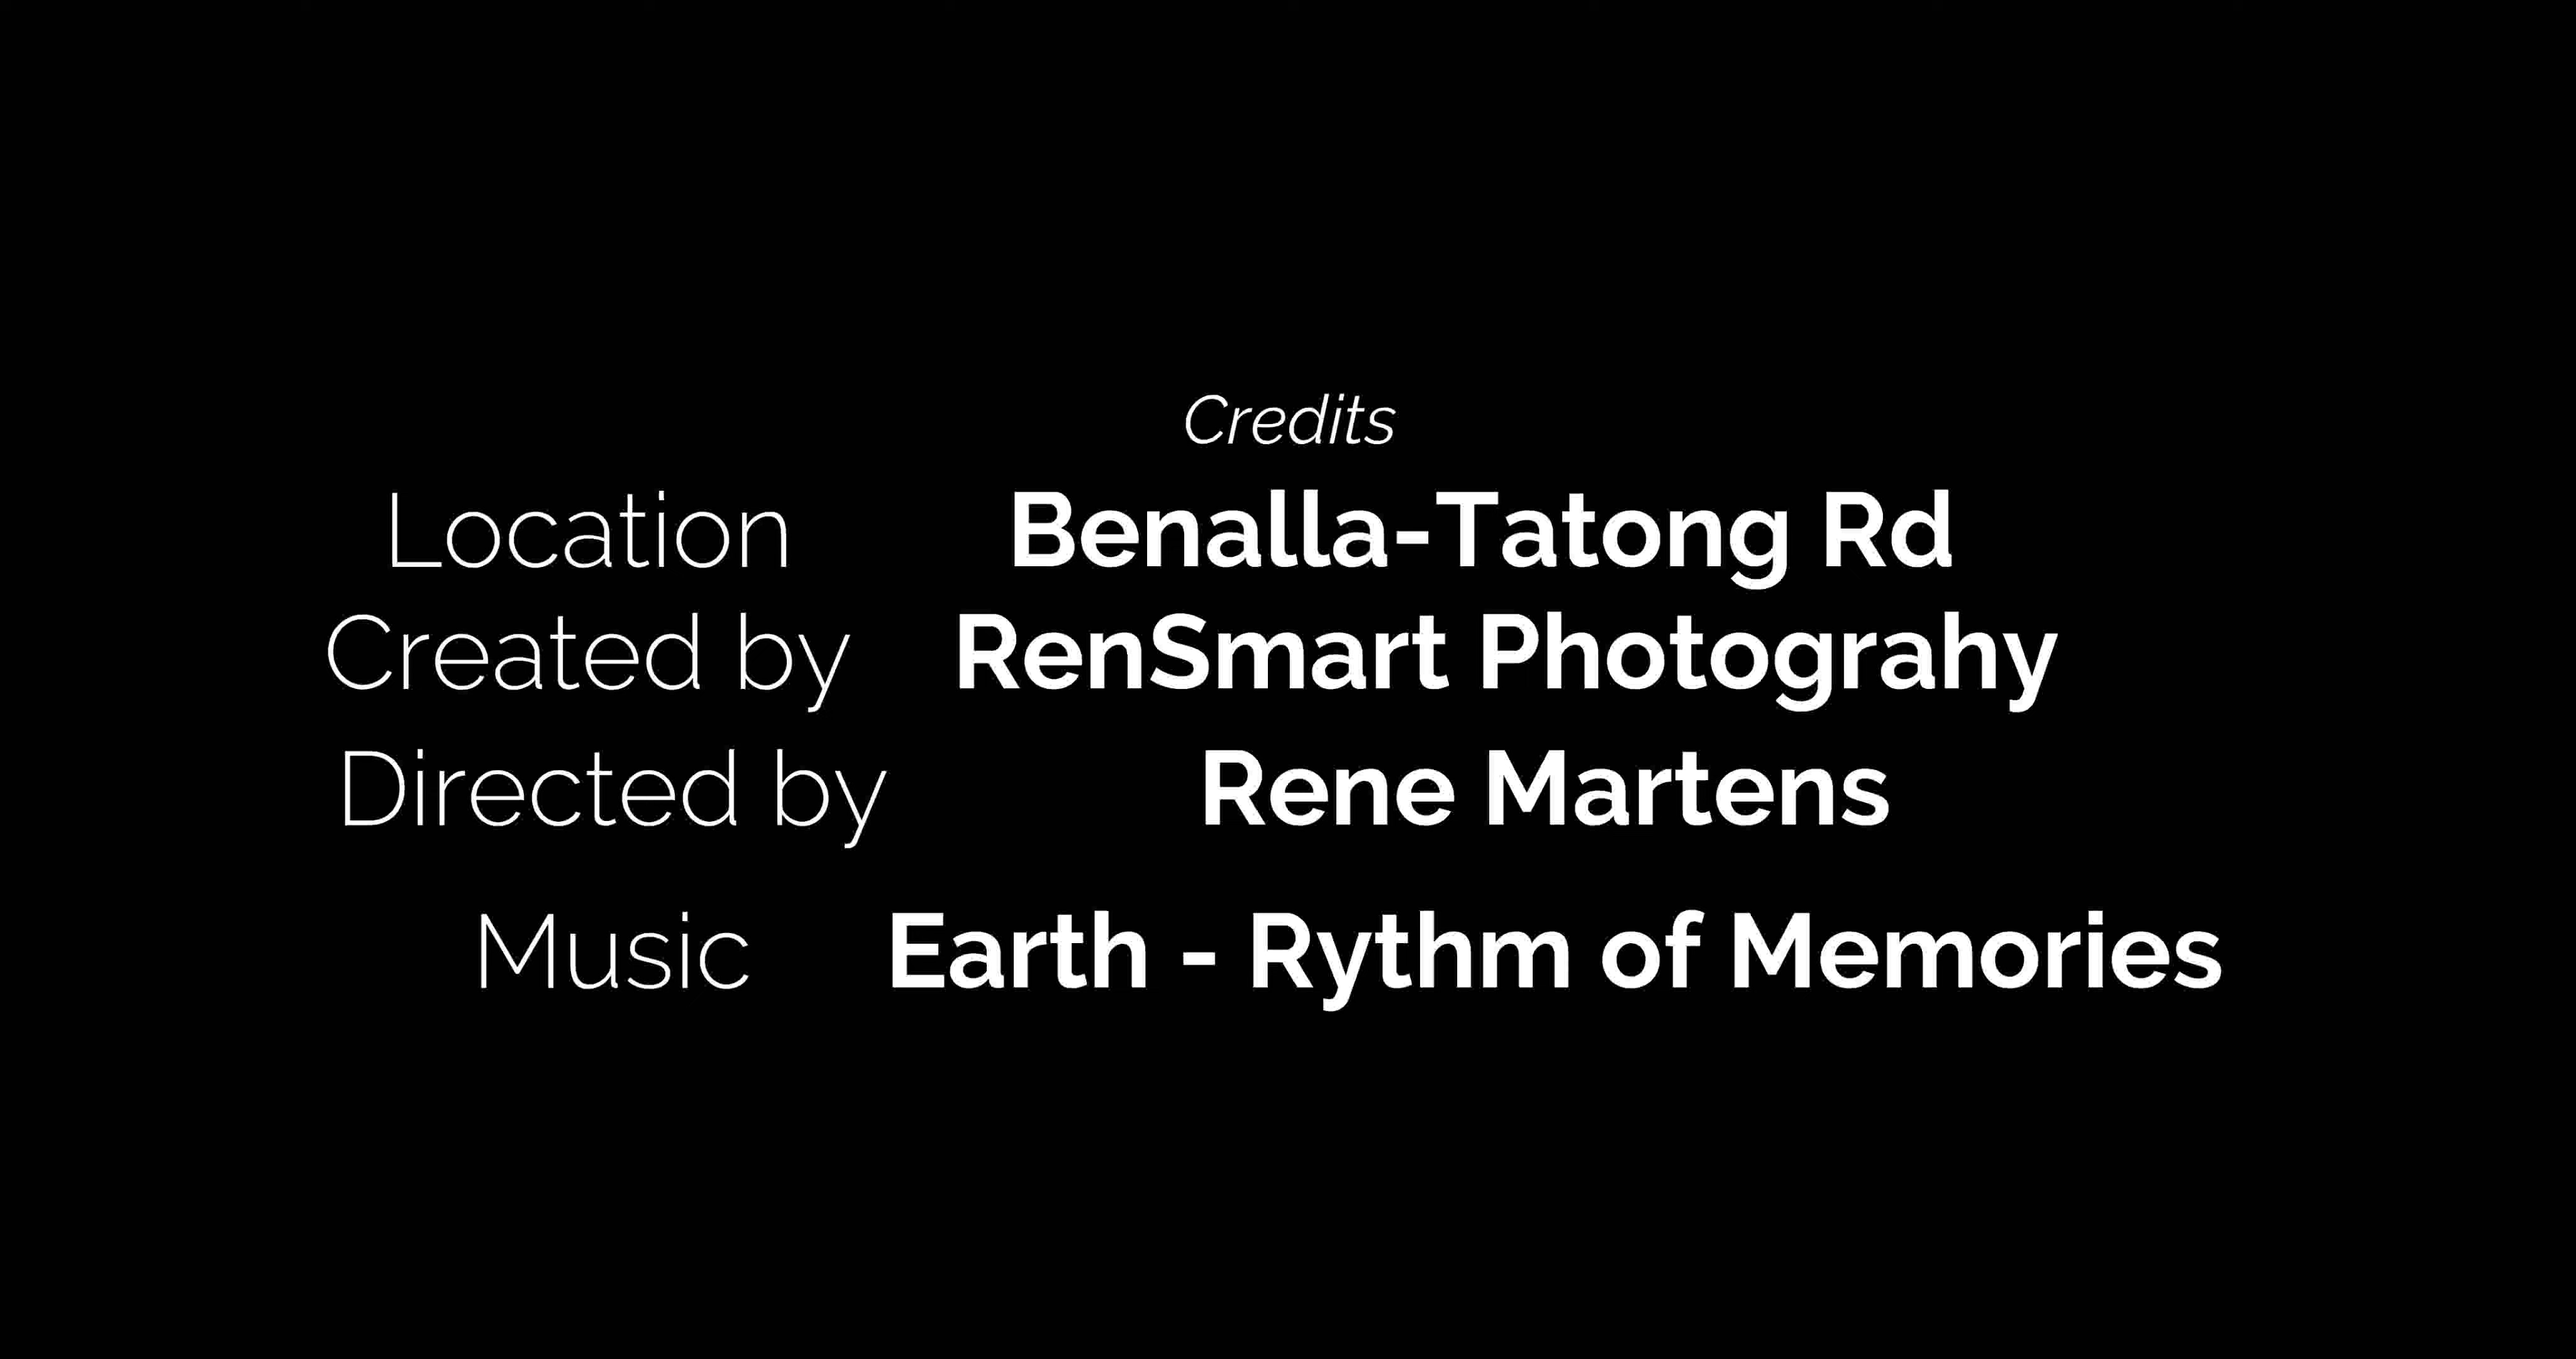 Credits
Location Benalla-Tatong Rd
Created by RenSmart Photograhy
Directed by Rene Martens
Music Earth - Rythm of Memories